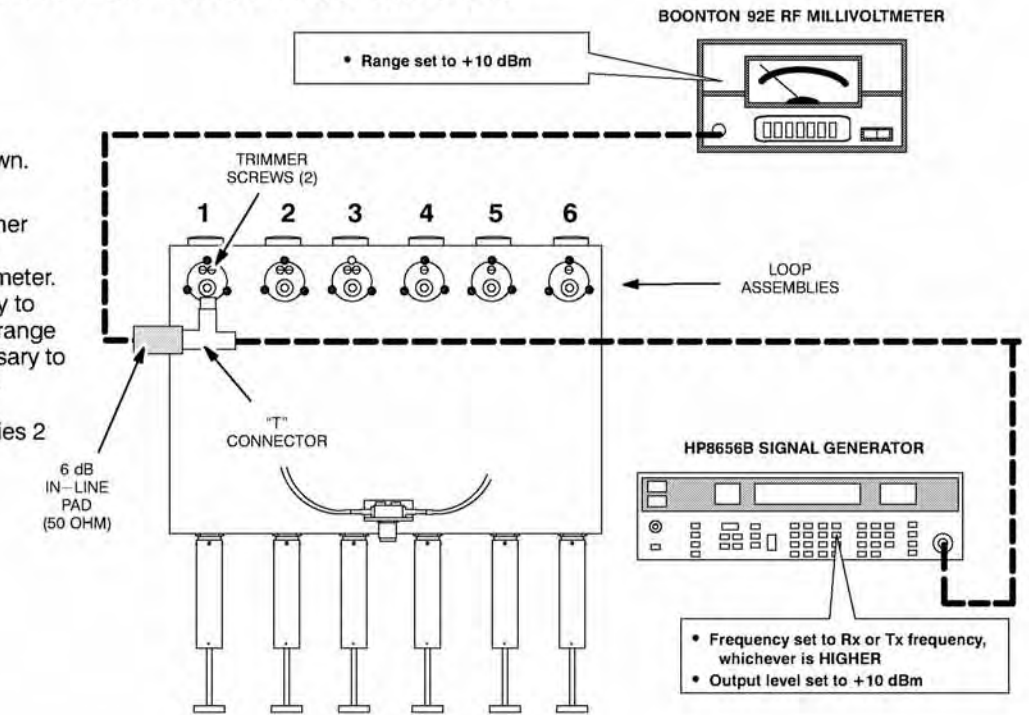 BOONTON 92E RF MILLIVOLTMETER
• Range set to +10 dBm
wn.
ner
meter.
y to
range
sary to
ies 2
TRIMMER
SCREWS (2)
1 2 3 4 5 6
LOOP
ASSEMBLIES
"T"
CONNECTOR
6 dB
IN–LINE
PAD
(50 OHM)
HP8656B SIGNAL GENERATOR
• Frequency set to Rx or Tx frequency,
whichever is HIGHER
• Output level set to +10 dBm